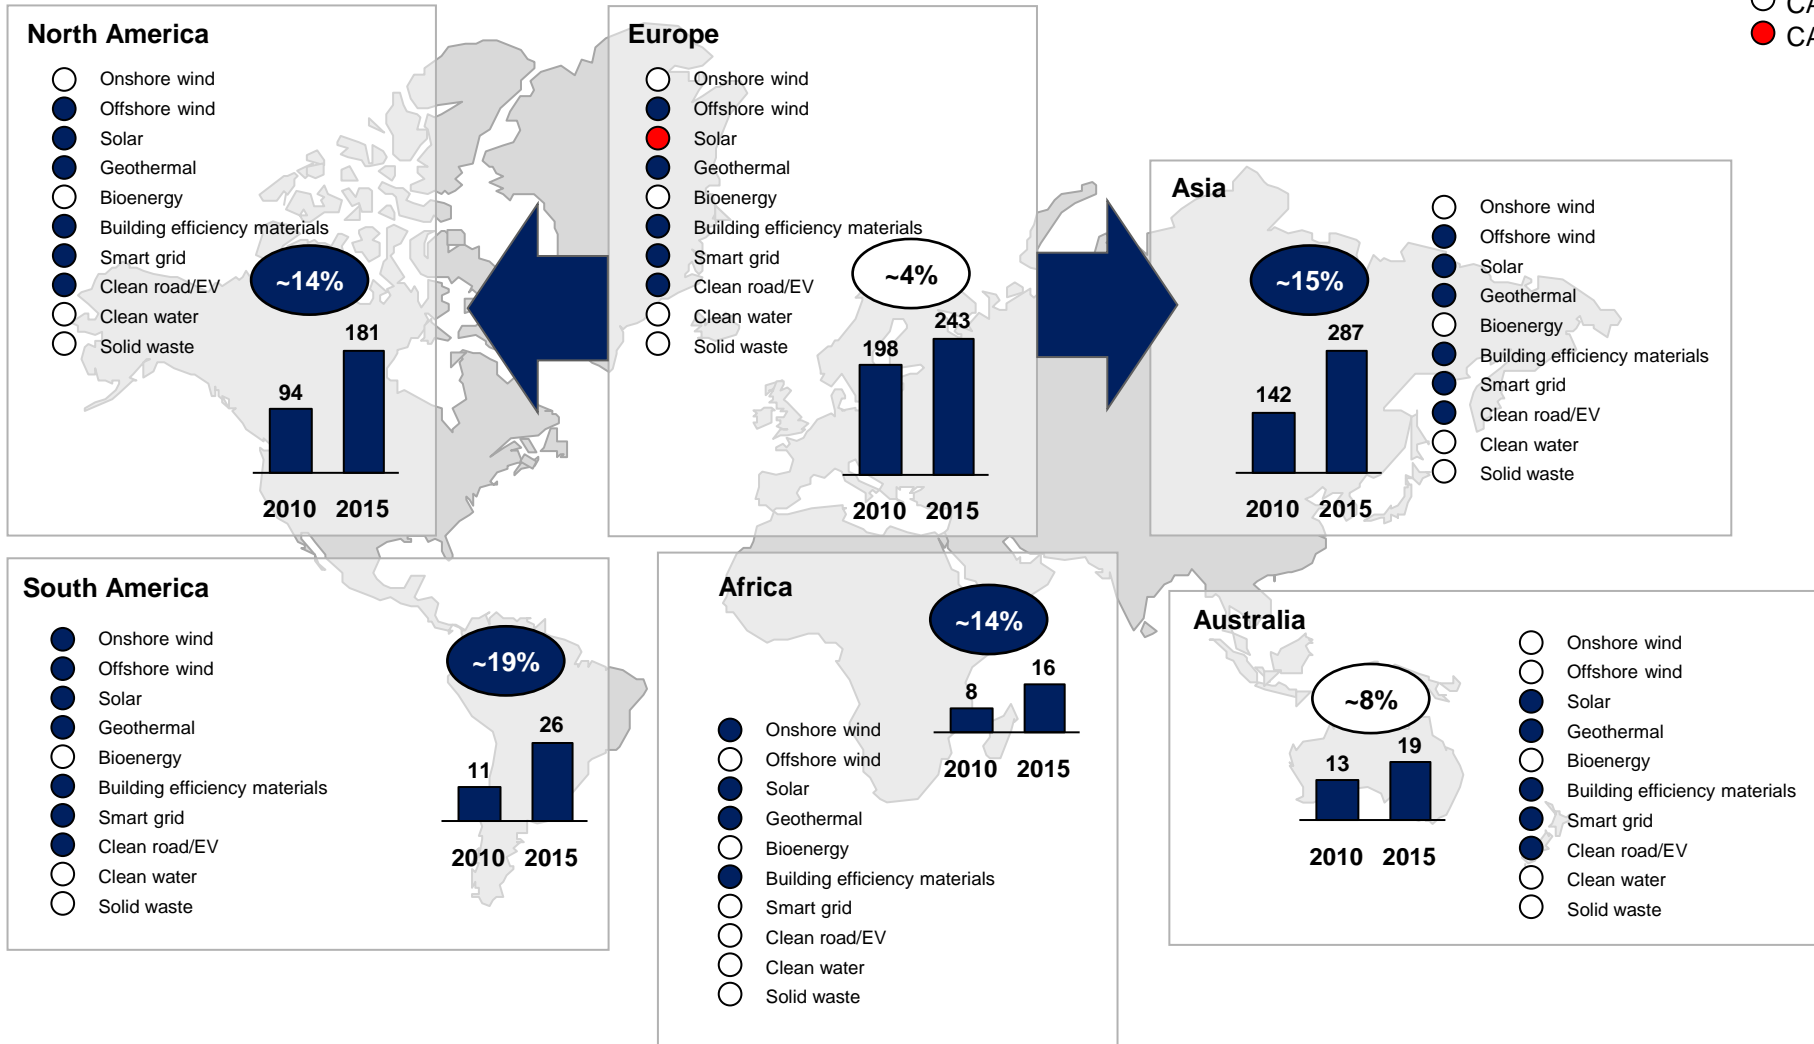 CA
CA
North America
Onshore wind
Offshore wind
Solar
Geothermal
Bioenergy
Building efficiency materials
Smart grid
Clean road/EV
Clean water
Solid waste
~14%
94
181
2010 2015
Europe
Onshore wind
Offshore wind
Solar
Geothermal
Bioenergy
Building efficiency materials
Smart grid
Clean road/EV
Clean water
Solid waste
~4%
198
243
2010 2015
Asia
Onshore wind
Offshore wind
Solar
Geothermal
Bioenergy
Building efficiency materials
Smart grid
Clean road/EV
Clean water
Solid waste
~15%
142
287
2010 2015
South America
Onshore wind
Offshore wind
Solar
Geothermal
Bioenergy
Building efficiency materials
Smart grid
Clean road/EV
Clean water
Solid waste
~19%
11
26
2010 2015
Africa
Onshore wind
Offshore wind
Solar
Geothermal
Bioenergy
Building efficiency materials
Smart grid
Clean road/EV
Clean water
Solid waste
~14%
8
16
2010 2015
Australia
Onshore wind
Offshore wind
Solar
Geothermal
Bioenergy
Building efficiency materials
Smart grid
Clean road/EV
Clean water
Solid waste
~8%
13
19
2010 2015